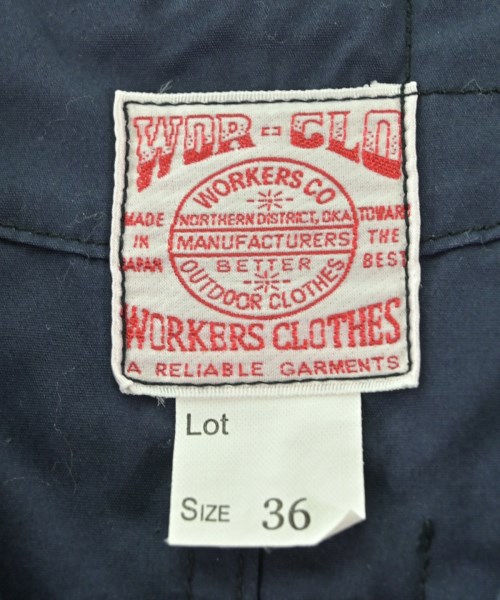 WOR-CLO
WORKERS CO
NORTHERN DISTRICT, OKA
MADE IN JAPAN
TOWARD THE BEST
MANUFACTURERS
BETTER
OUTDOOR CLOTHES
WORKERS CLOTHES
A RELIABLE GARMENTS
Lot
SIZE 36